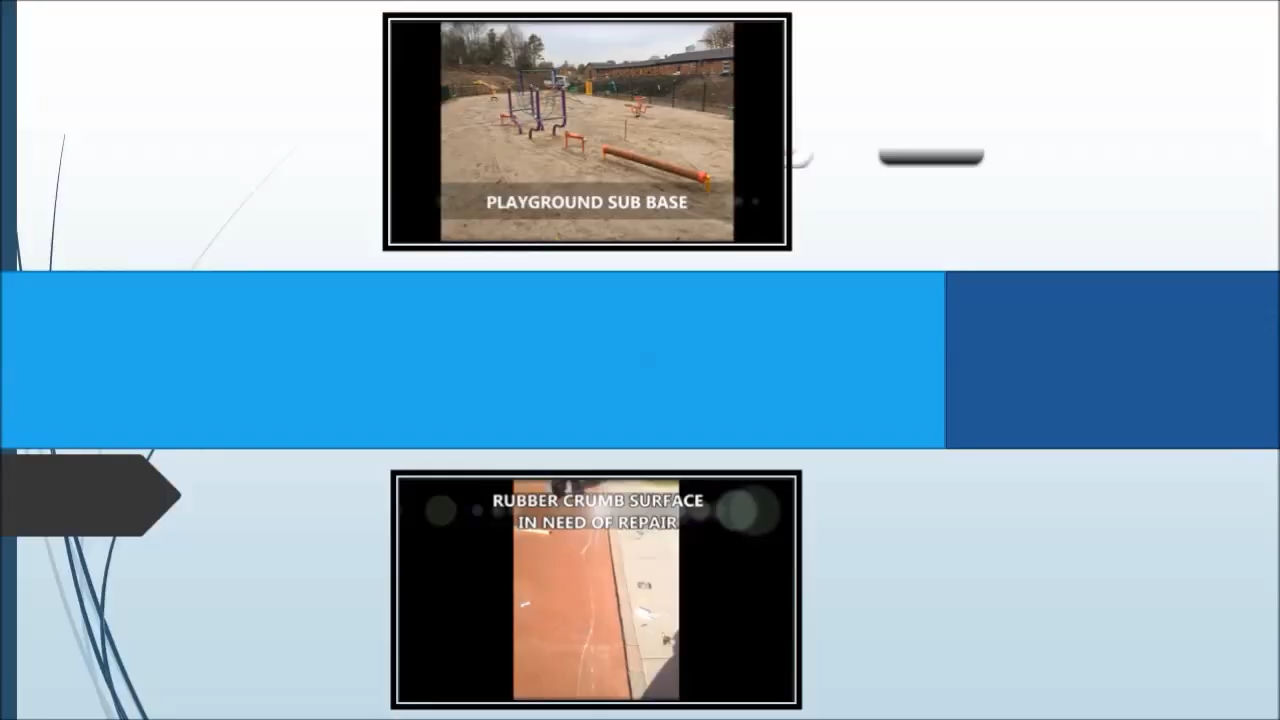 PLAYGROUND SUB BASE
RUBBER CRUMB SURFACE
IN NEED OF REPAIR